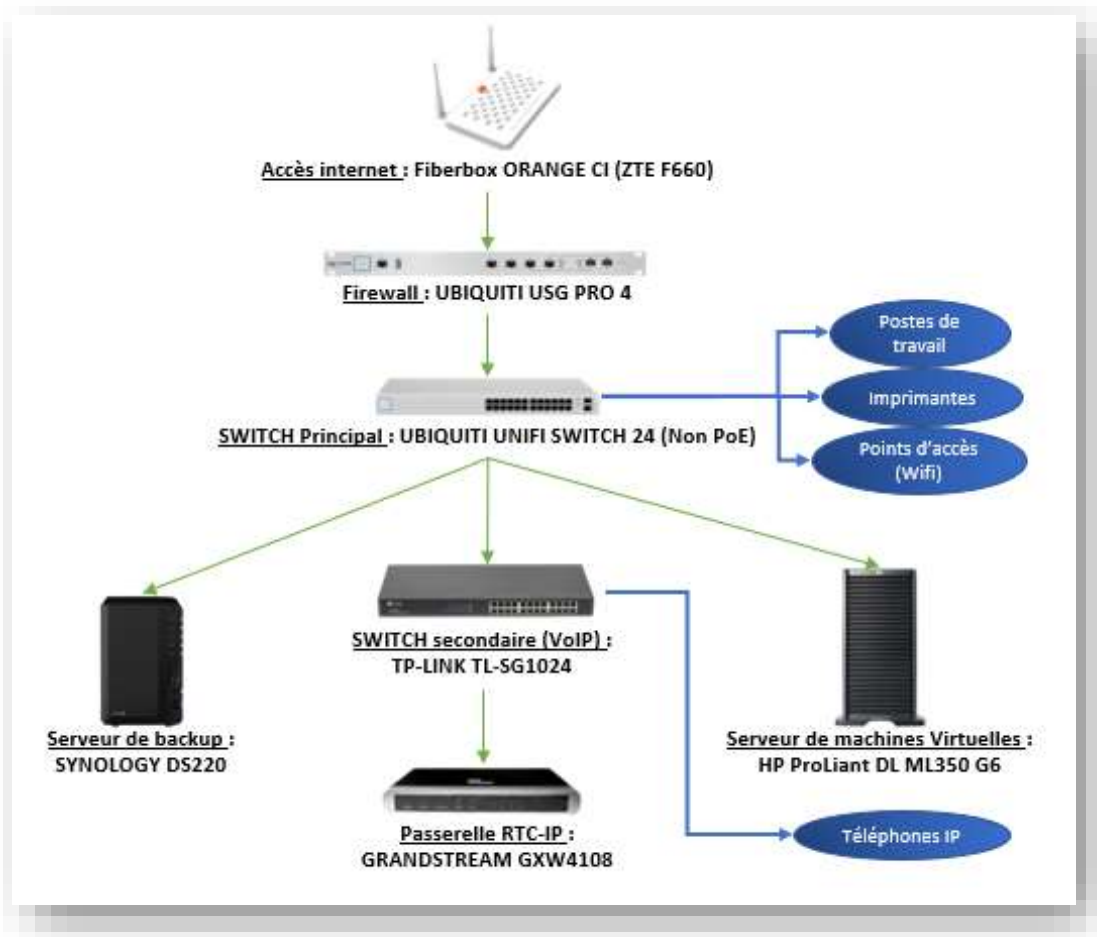 Accès internet : Fiberbox ORANGE CI (ZTE F660)
Firewall : UBIQUITI USG PRO 4
SWITCH Principal : UBIQUITI UNIFI SWITCH 24 (Non PoE)
Postes de
travail
Imprimantes
Points d'accès
(Wifi)
SWITCH secondaire (VoIP) :
TP-LINK TL-SG1024
Serveur de backup :
SYNOLOGY DS220
Serveur de machines Virtuelles :
HP ProLiant DL ML350 G6
Passerelle RTC-IP :
GRANDSTREAM GXW4108
Téléphones IP